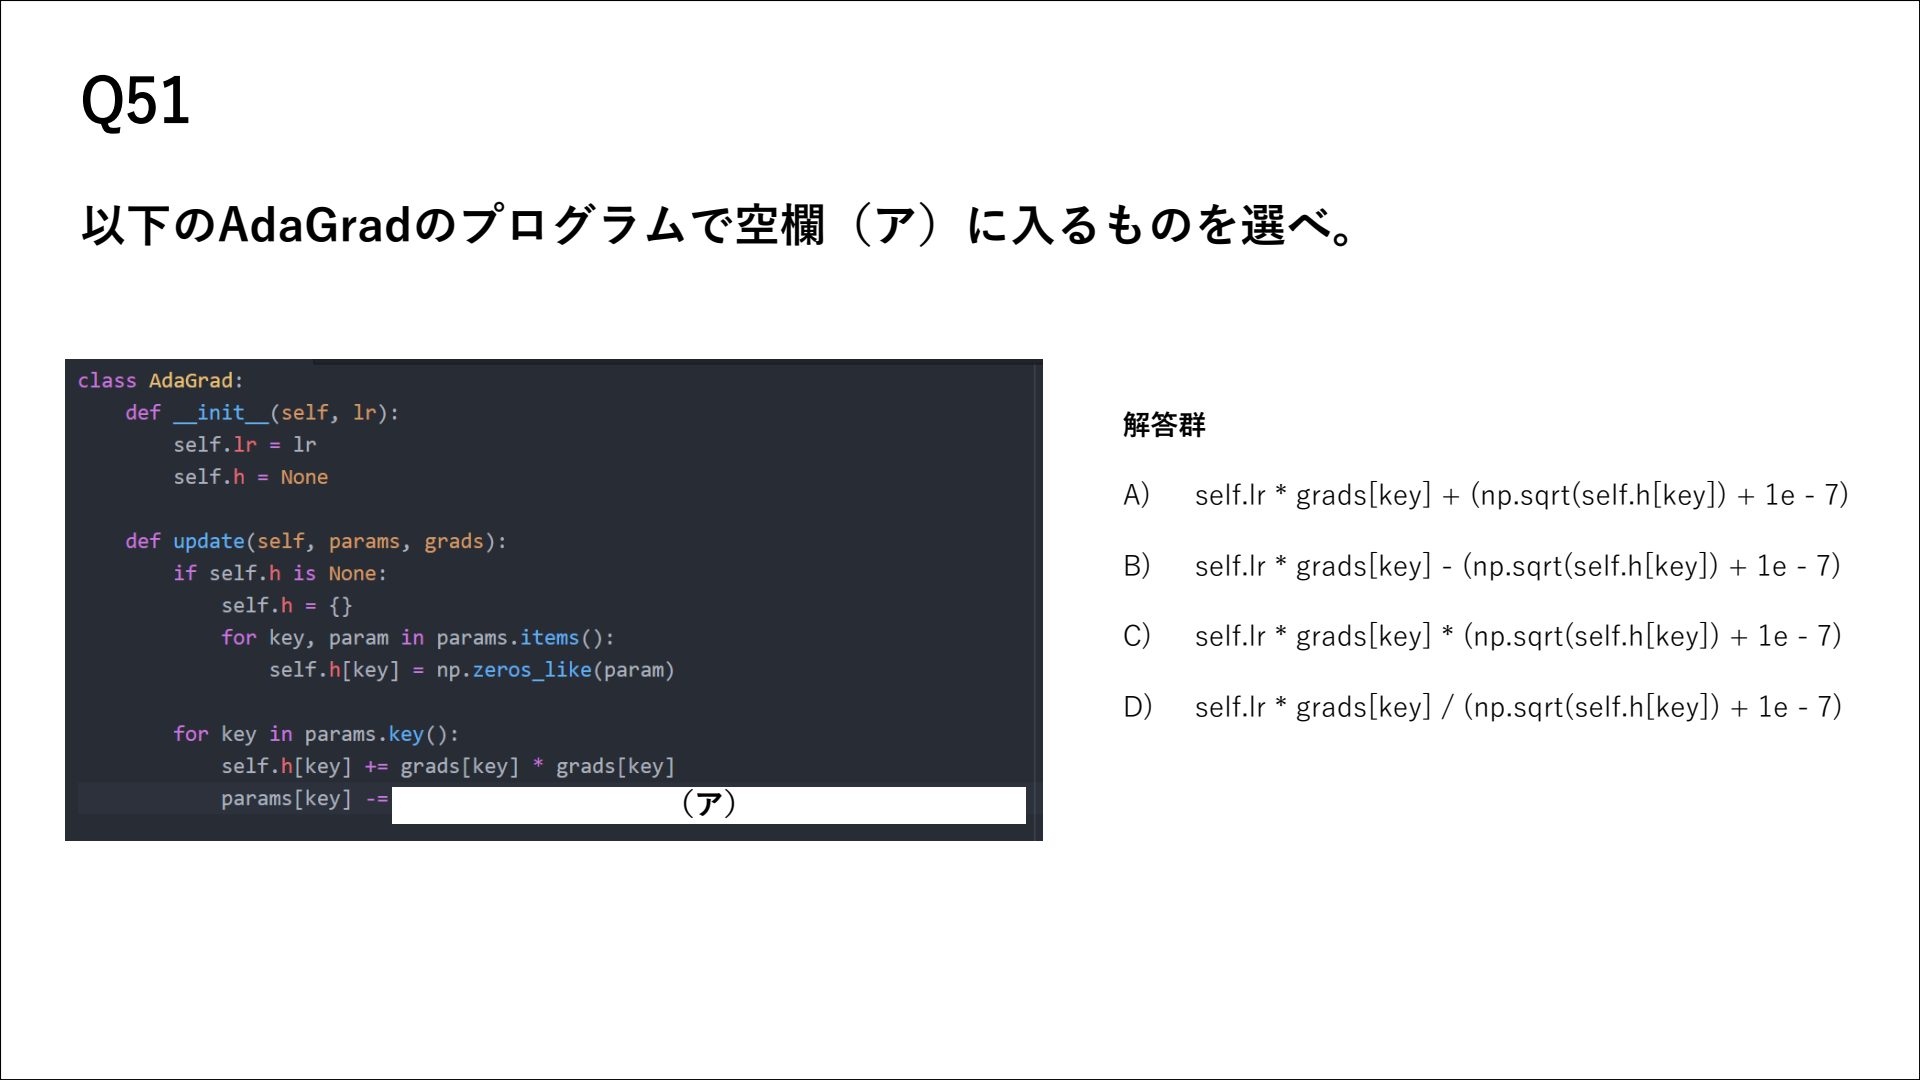 Q51
以下のAdaGradのプログラムで空欄（ア）に入るものを選べ。
class AdaGrad:
    def __init__(self, lr):
        self.lr = lr
        self.h = None
    def update(self, params, grads):
        if self.h is None:
            self.h = {}
            for key, param in params.items():
                self.h[key] = np.zeros_like(param)
        for key in params.key():
            self.h[key] += grads[key] * grads[key]
            params[key] -= （ア）
解答群
A) self.lr * grads[key] + (np.sqrt(self.h[key]) + 1e - 7)
B) self.lr * grads[key] - (np.sqrt(self.h[key]) + 1e - 7)
C) self.lr * grads[key] * (np.sqrt(self.h[key]) + 1e - 7)
D) self.lr * grads[key] / (np.sqrt(self.h[key]) + 1e - 7)